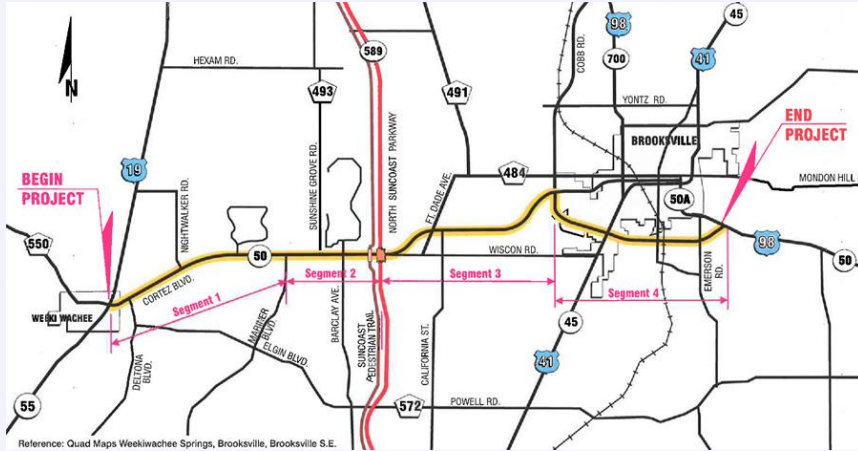 98
45
589
COBB RD.
700
41
HEXAM RD.
493
491
N
YONTZ RD.
END
PROJECT
NORTH SUNCOAST PARKWAY
BROOKSVILLE
19
SUNSHINE GROVE RD.
BEGIN
PROJECT
484
MONDON HILL
NIGHTWALKER RD.
FT. DADE AVE.
50A
550
50
WISCON RD.
98
50
CORTEZ BLVD.
Segment 1
Segment 2
Segment 3
Segment 4
EMERSON
RD.
WEEKI WACHEE
MARINER
BLVD.
BARCLAY AVE.
SUNCOAST
PEDESTRIAN TRAIL
CALIFORNIA ST.
45
ELGIN BLVD.
DELTONA
BLVD.
41
55
572
POWELL RD.
Reference: Quad Maps Weekiwachee Springs, Brooksville, Brooksville S.E.